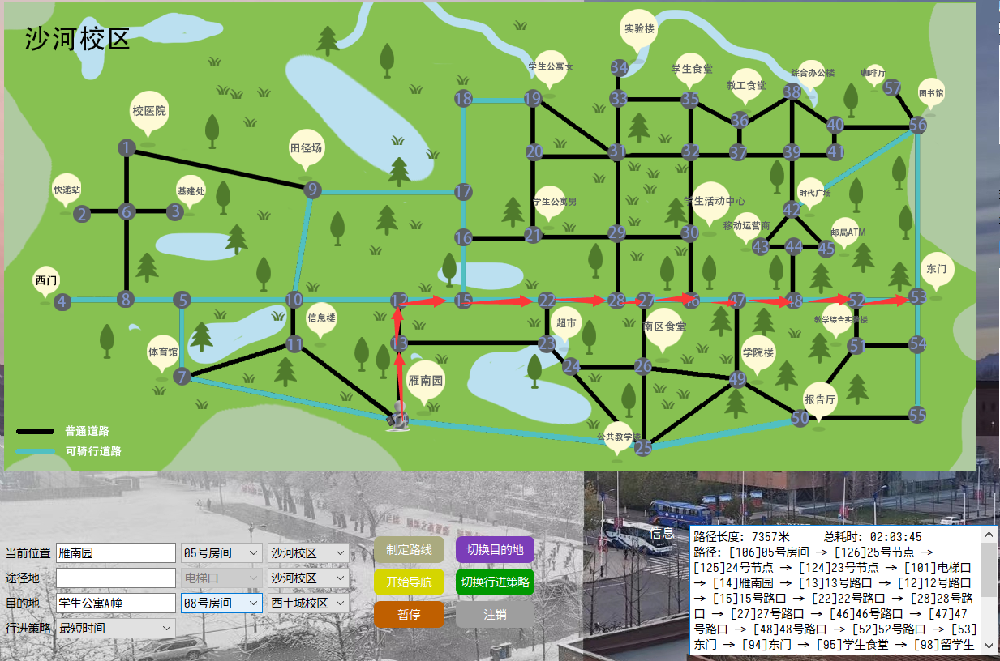 沙河校区
实验楼
学生公寓女
学生食堂
教工食堂
综合办公楼
咖啡厅
图书馆
34
57
18
19
33
35
38
校医院
36
40
56
1
田径场
20
31
32
37
39
41
快递站
基建处
9
17
学生公寓男
学生活动中心
时代广场
2
6
3
42
移动运营商
邮局ATM
16
21
29
30
43
44
45
西门
东门
4
8
5
10
12
15
22
28
27
46
47
48
52
53
信息楼
超市
南区食堂
教学综合实验楼
体育馆
11
13
23
学院楼
51
54
7
雁南园
24
26
49
报告厅
50
55
公共教学楼
25
普通道路
可骑行道路
信息
当前位置 雁南园 05号房间 沙河校区
途径地 电梯口 沙河校区
目的地 学生公寓A幢 08号房间 西土城校区
行进策略 最短时间
制定路线 切换目的地
开始导航 切换行进策略
暂停 注销
路径长度: 7357米 总耗时: 02:03:45
路径: [106]05号房间 -> [126]25号节点 ->
[125]24号节点 -> [124]23号节点 -> [101]电梯口
-> [14]雁南园 -> [13]13号路口 -> [12]12号路口
-> [15]15号路口 -> [22]22号路口 -> [28]28号路
口 -> [27]27号路口 -> [46]46号路口 -> [47]47
号路口 -> [48]48号路口 -> [52]52号路口 -> [53]
东门 -> [94]东门 -> [95]学生食堂 -> [98]留学生